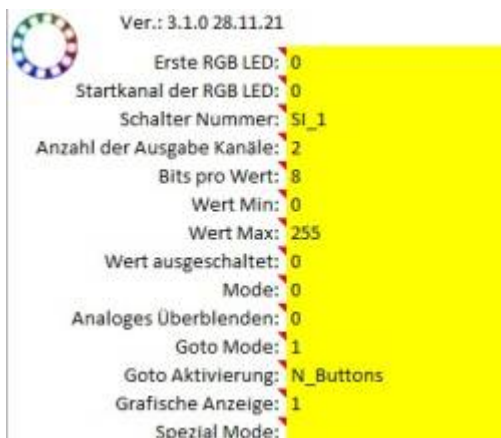 Ver.: 3.1.0 28.11.21
Erste RGB LED: 0
Startkanal der RGB LED: 0
Schalter Nummer: SI_1
Anzahl der Ausgabe Kanäle: 2
Bits pro Wert: 8
Wert Min: 0
Wert Max: 255
Wert ausgeschaltet: 0
Mode: 0
Analoges Überblenden: 0
Goto Mode: 1
Goto Aktivierung: N_Buttons
Grafische Anzeige: 1
Spezial Mode: